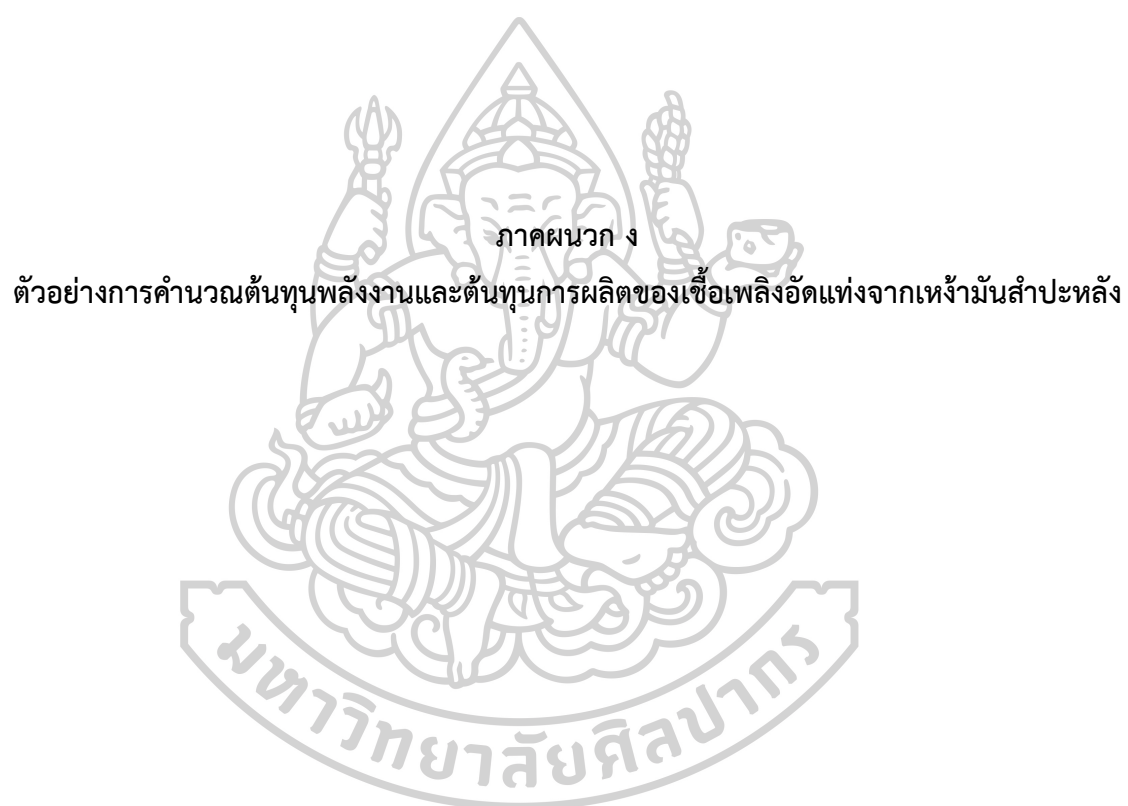 ภาคผนวก ง
ตัวอย่างการคำนวณต้นทุนพลังงานและต้นทุนการผลิตของเชื้อเพลิงอัดแท่งจากเหง้ามันสำปะหลัง
มหาวิทยาลัยศิลปากร